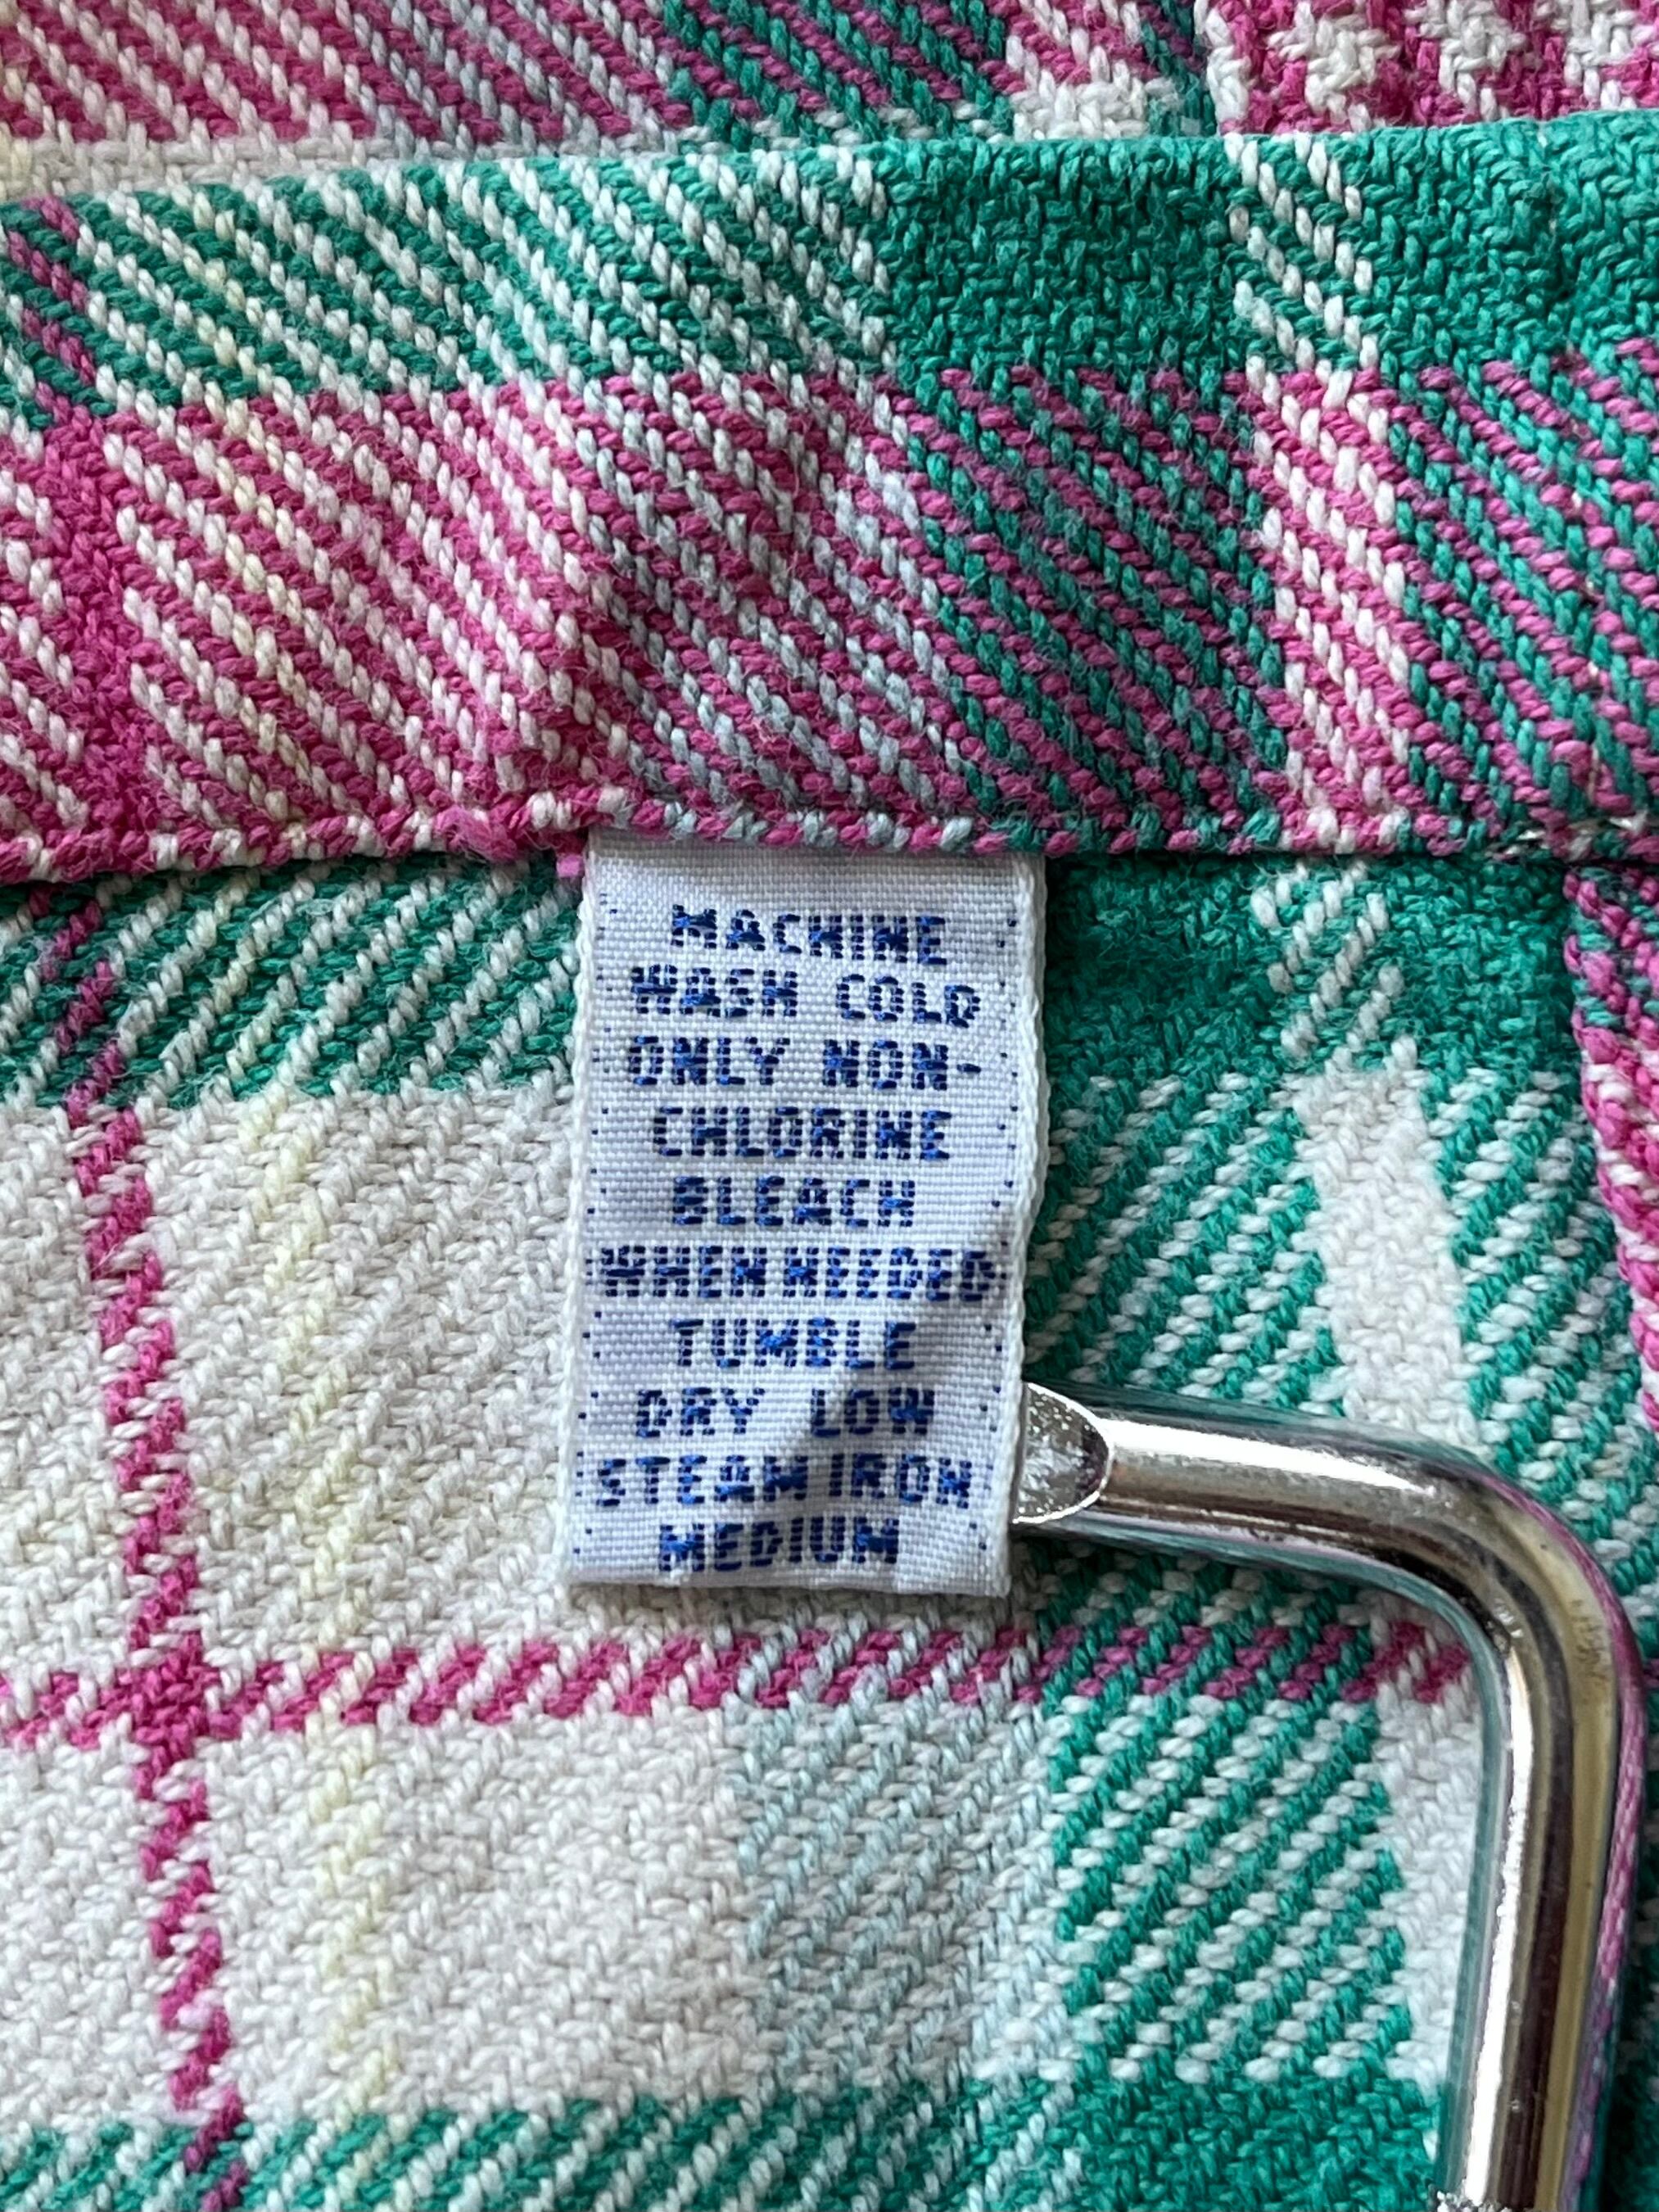 MACHINE
WASH COLD
ONLY NON-
CHLORINE
BLEACH
WHEN NEEDED
TUMBLE
DRY LOW
STEAM IRON
MEDIUM